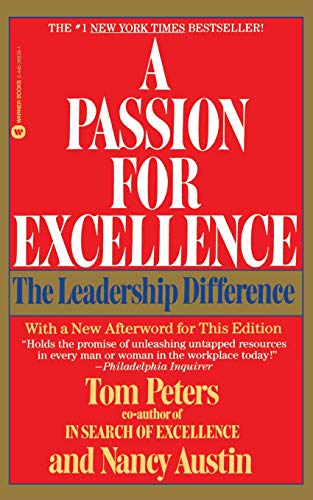 THE #1 NEW YORK TIMES BESTSELLER!
A
PASSION
FOR
EXCELLENCE
The Leadership Difference
With a New Afterword for This Edition
“Holds the promise of unleashing untapped resources
in every man or woman in the workplace today!”
—Philadelphia Inquirer
Tom Peters
co-author of
IN SEARCH OF EXCELLENCE
and Nancy Austin
WARNER BOOKS